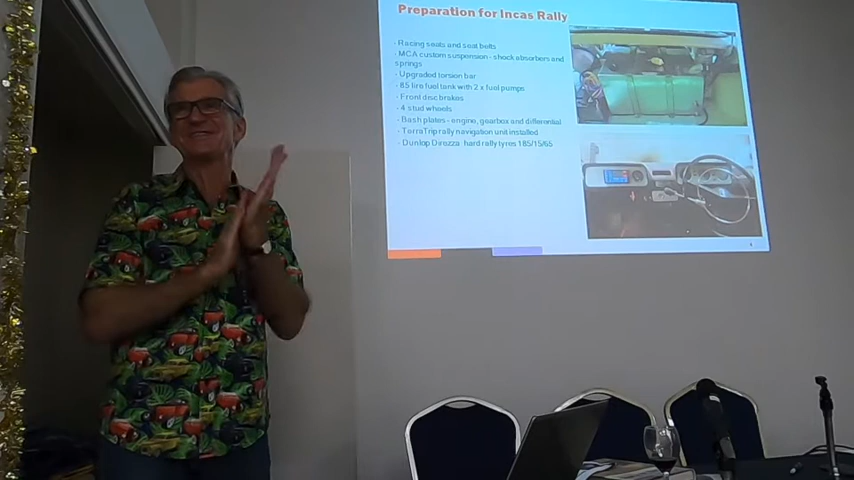 Preparation for Incas Rally
• Racing seats and seat belts
• MCA custom suspension - shock absorbers and
springs
• Upgraded torsion bar
• 85 litre fuel tank with 2 x fuel pumps
• Front disc brakes
• 4 stud wheels
• Bash plates - engine, gearbox and differential
• TerraTrip rally navigation unit installed
• Dunlop Direzza hard rally tyres 185/65